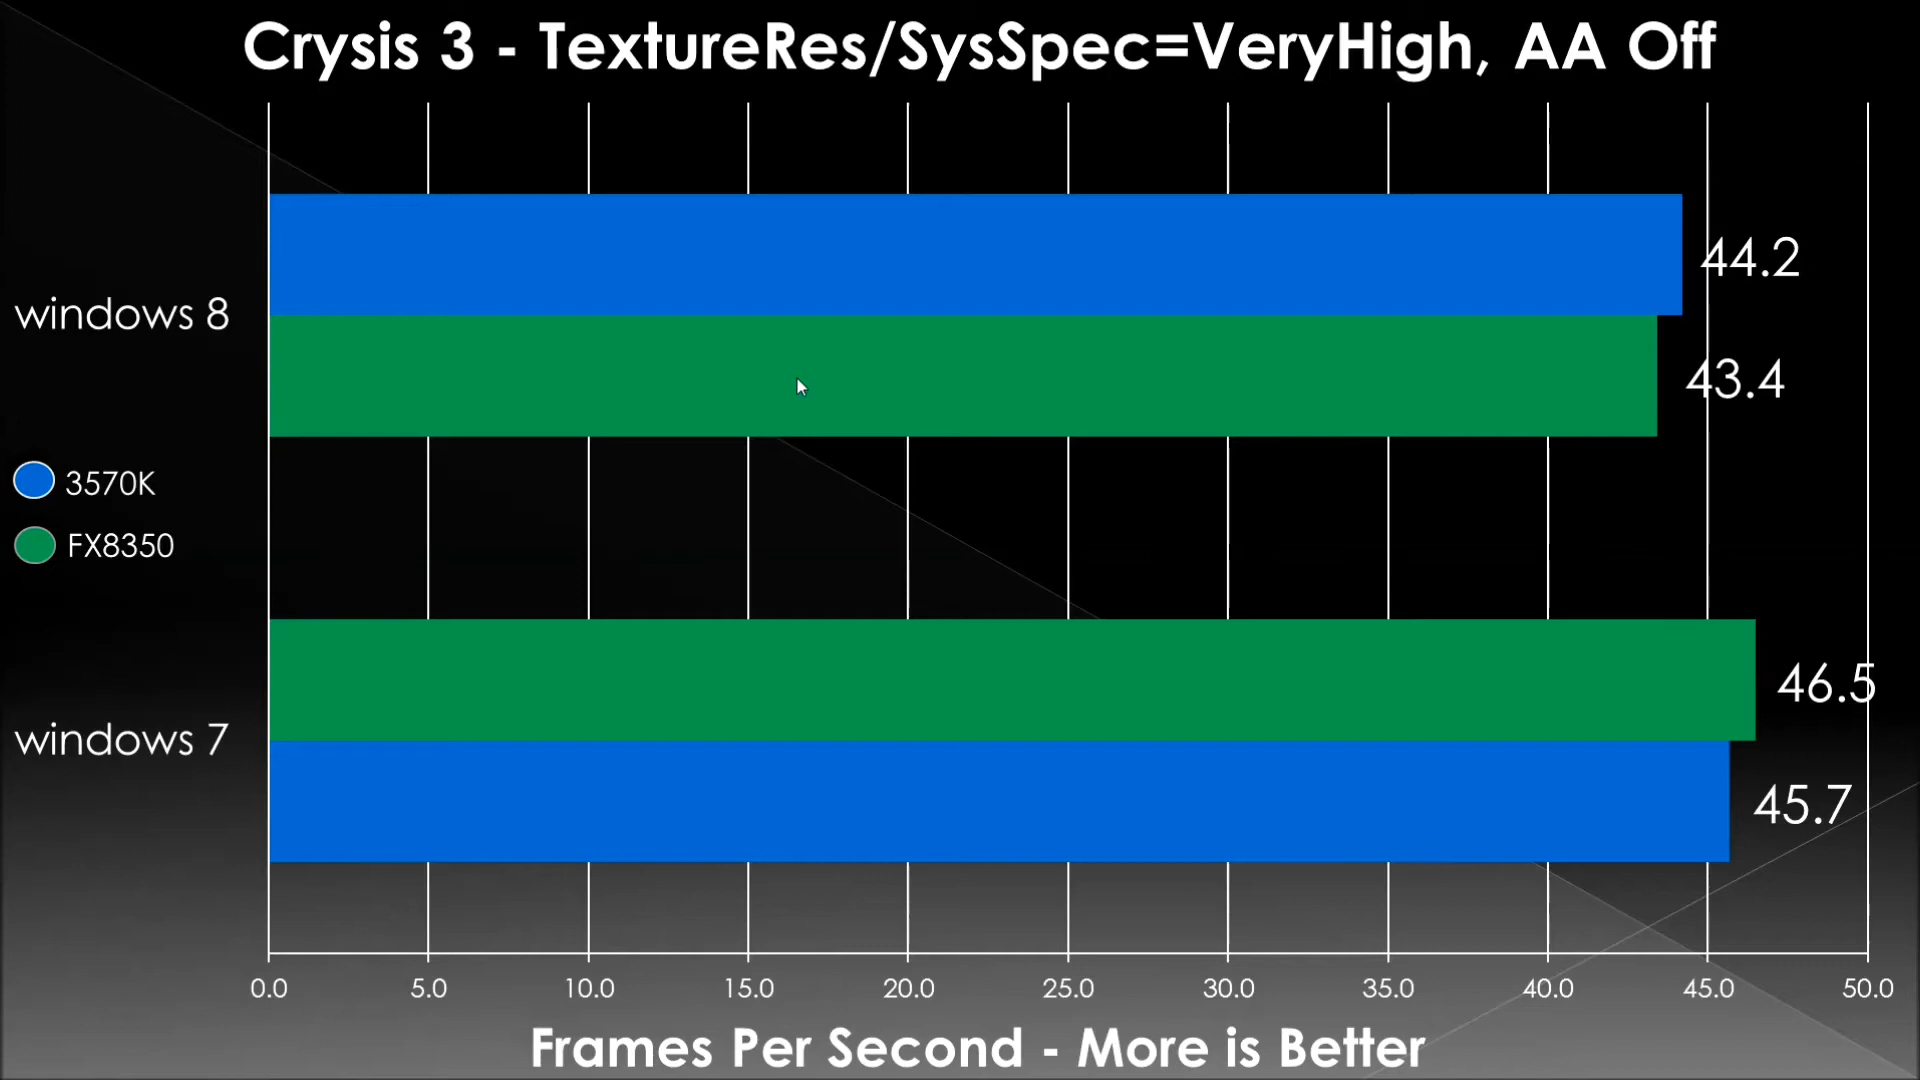 Crysis 3 - TextureRes/SysSpec=VeryHigh, AA Off
44.2
windows 8
43.4
3570K
FX8350
46.5
windows 7
45.7
0.0 5.0 10.0 15.0 20.0 25.0 30.0 35.0 40.0 45.0 50.0
Frames Per Second - More is Better